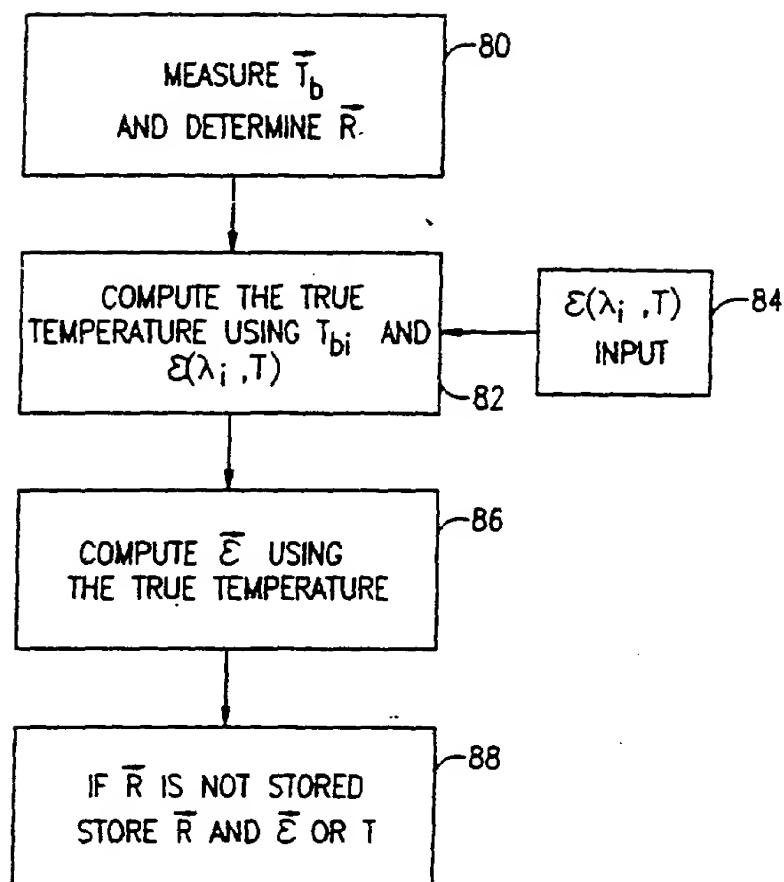 80
MEASURE T⃗b
AND DETERMINE R⃗.
COMPUTE THE TRUE
TEMPERATURE USING Tbi AND
ε(λi ,T)
82
ε(λi ,T)
INPUT
84
86
COMPUTE ε⃗ USING
THE TRUE TEMPERATURE
88
IF R⃗ IS NOT STORED
STORE R⃗ AND ε⃗ OR T